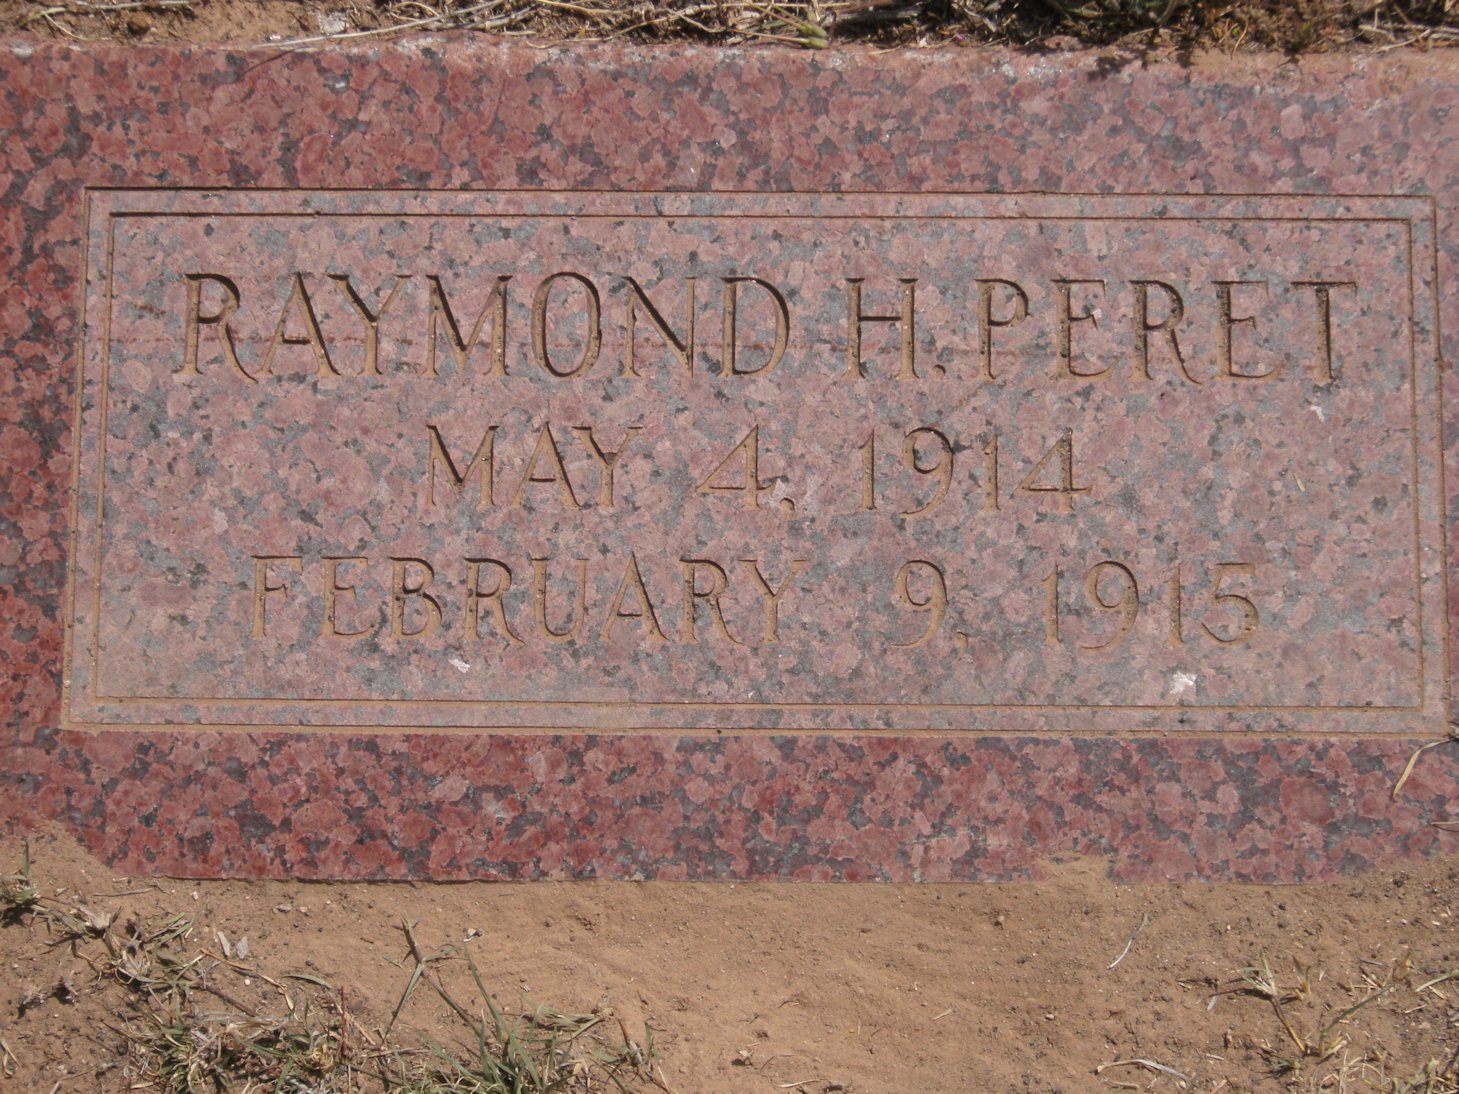 RAYMOND H. PERET
MAY 4, 1914
FEBRUARY 9, 1915